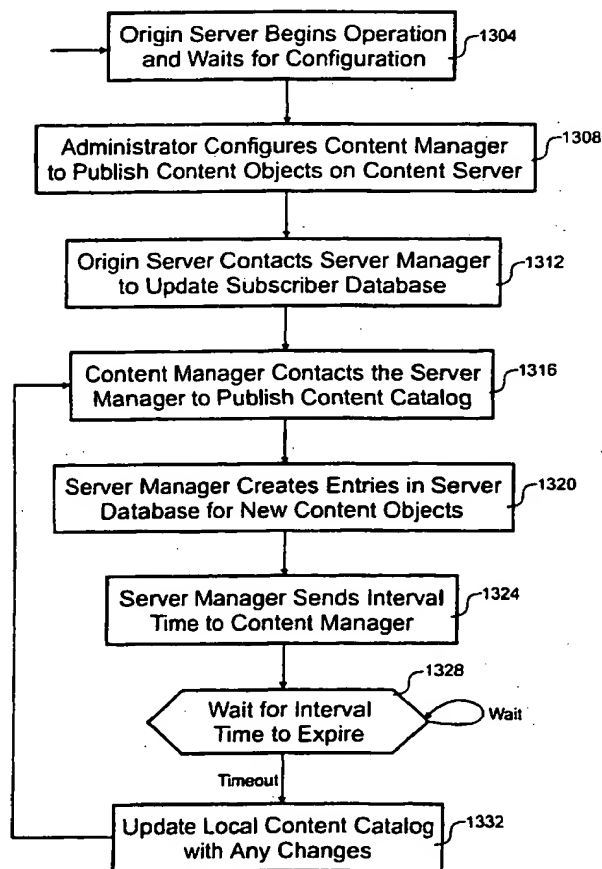 Origin Server Begins Operation
and Waits for Configuration
1304
Administrator Configures Content Manager
to Publish Content Objects on Content Server
1308
Origin Server Contacts Server Manager
to Update Subscriber Database
1312
Content Manager Contacts the Server
Manager to Publish Content Catalog
1316
Server Manager Creates Entries in Server
Database for New Content Objects
1320
Server Manager Sends Interval
Time to Content Manager
1324
1328
Wait for Interval
Time to Expire
Wait
Timeout
Update Local Content Catalog
with Any Changes
1332